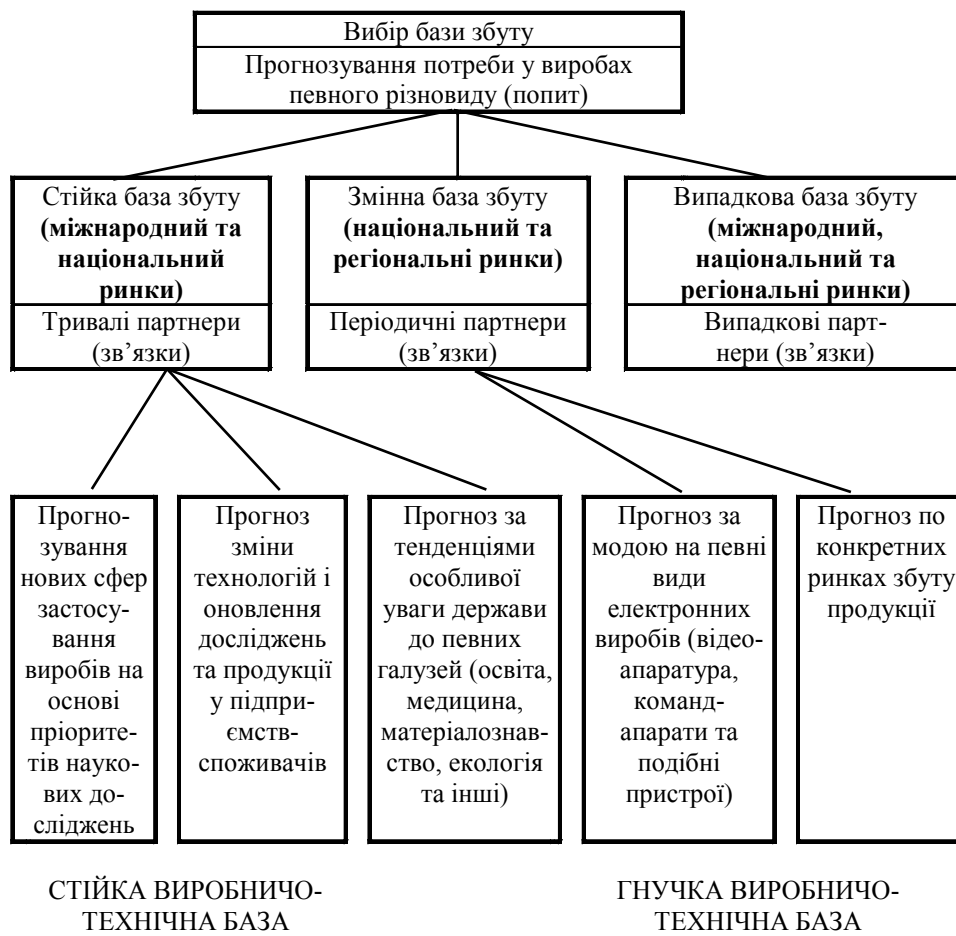 Вибір бази збуту
Прогнозування потреби у виробах
певного різновиду (попит)
Стійка база збуту
(міжнародний та
національний
ринки)
Тривалі партнери
(зв’язки)
Змінна база збуту
(національний та
регіональні ринки)
Періодичні партнери
(зв’язки)
Випадкова база збуту
(міжнародний,
національний та
регіональні ринки)
Випадкові парт-
нери (зв’язки)
Прогно-
зування
нових сфер
застосу-
вання
виробів на
основі
пріорите-
тів науко-
вих до-
сліджень
Прогноз
зміни
технологій і
оновлення
досліджень
та продукції
у підпри-
ємств-
споживачів
Прогноз за
тенденціями
особливої
уваги держави
до певних
галузей (освіта,
медицина,
матеріалознав-
ство, екологія
та інші)
Прогноз за
модою на певні
види
електронних
виробів (відео-
апаратура,
команд-
апарати та
подібні
пристрої)
Прогноз по
конкретних
ринках збуту
продукції
СТІЙКА ВИРОБНИЧО-
ТЕХНІЧНА БАЗА
ГНУЧКА ВИРОБНИЧО-
ТЕХНІЧНА БАЗА